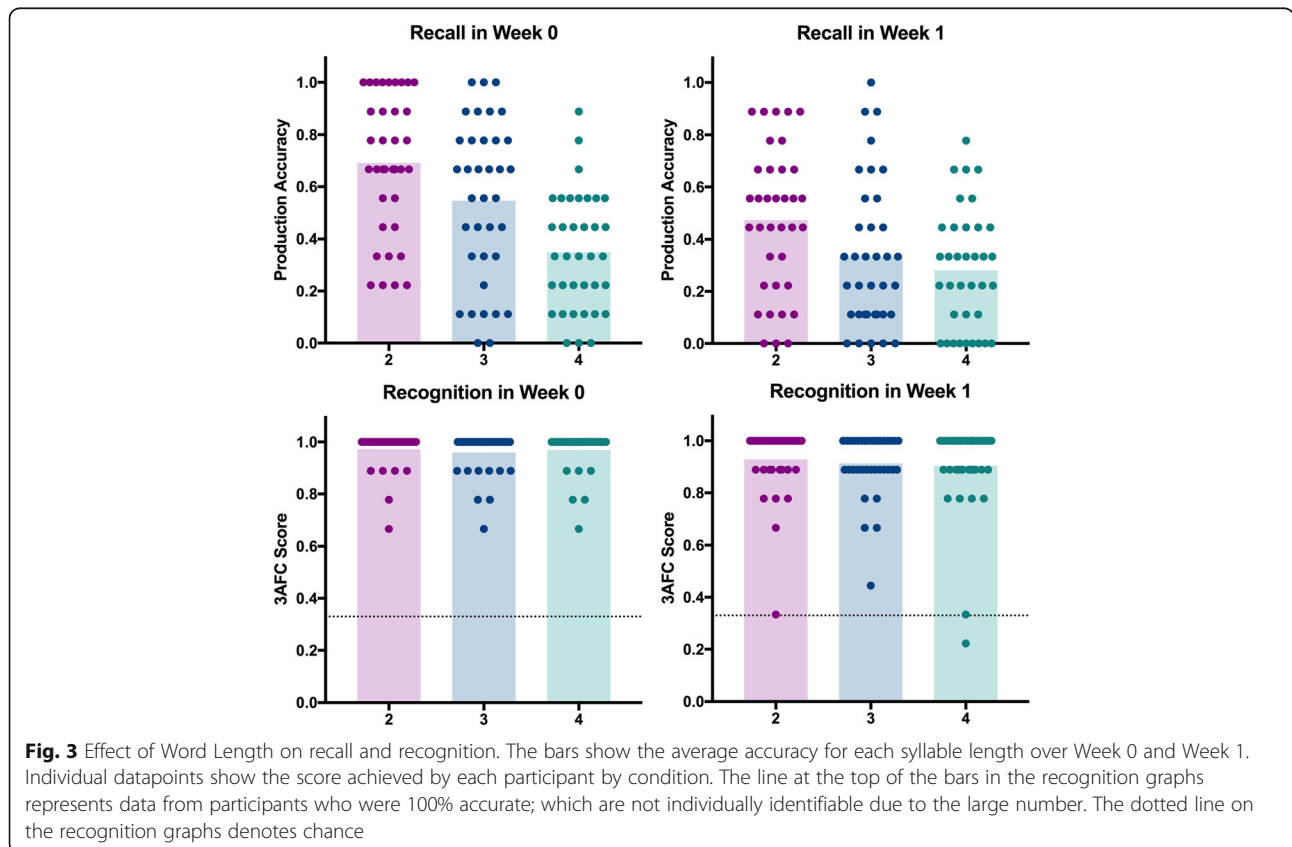 Recall in Week 0
Production Accuracy
1.0
0.8
0.6
0.4
0.2
0.0
2 3 4
Recall in Week 1
Production Accuracy
1.0
0.8
0.6
0.4
0.2
0.0
2 3 4
Recognition in Week 0
3AFC Score
1.0
0.8
0.6
0.4
0.2
0.0
2 3 4
Recognition in Week 1
3AFC Score
1.0
0.8
0.6
0.4
0.2
0.0
2 3 4
Fig. 3 Effect of Word Length on recall and recognition. The bars show the average accuracy for each syllable length over Week 0 and Week 1.
Individual datapoints show the score achieved by each participant by condition. The line at the top of the bars in the recognition graphs
represents data from participants who were 100% accurate; which are not individually identifiable due to the large number. The dotted line on
the recognition graphs denotes chance